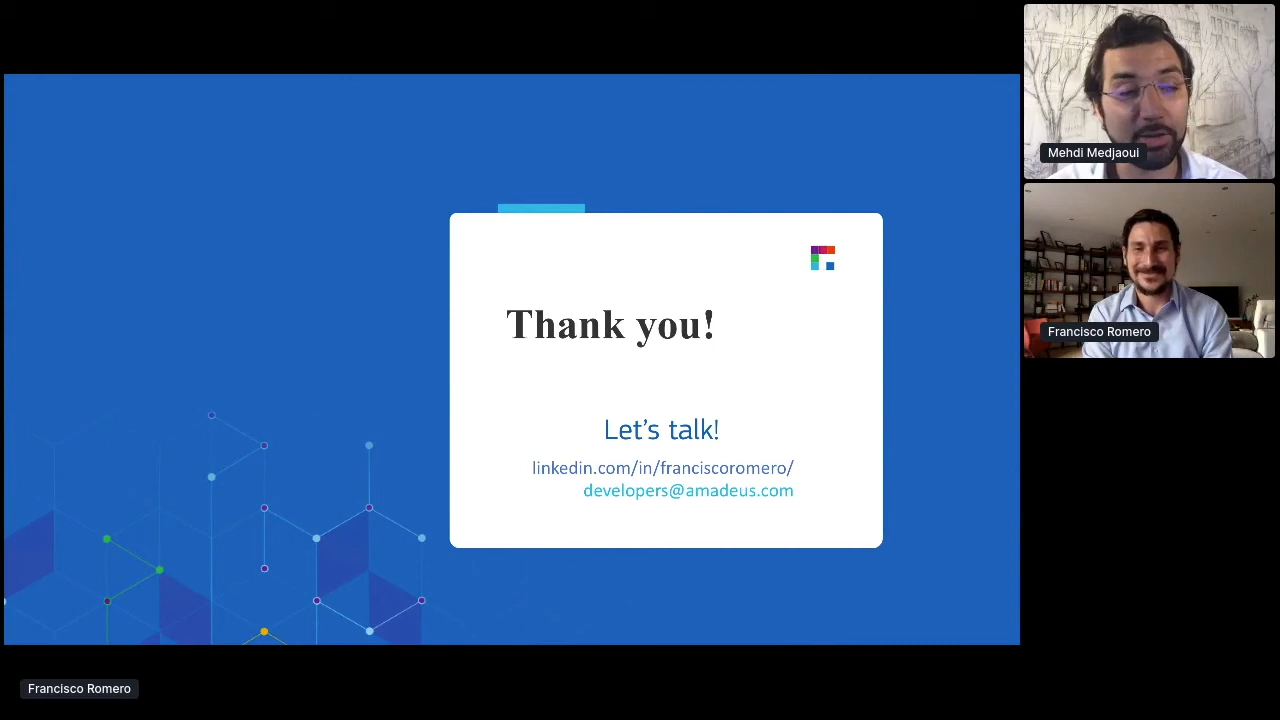 Mehdi Medjaoui
Francisco Romero
Thank you!
Let's talk!
linkedin.com/in/franciscoromero/
developers@amadeus.com
Francisco Romero